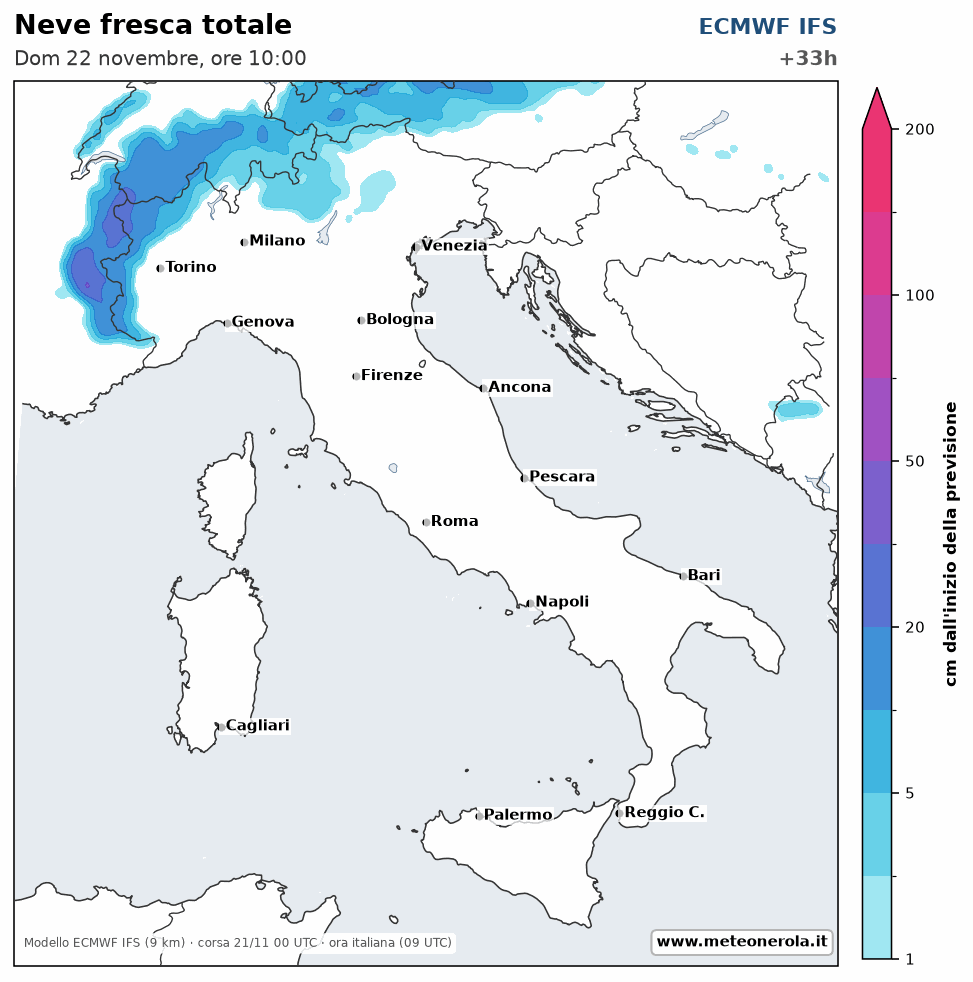 Neve fresca totale
ECMWF IFS
Dom 22 novembre, ore 10:00
+33h
200
100
50
20
5
1
cm dall'inizio della previsione
Milano
Venezia
Torino
Genova
Bologna
Firenze
Ancona
Pescara
Roma
Bari
Napoli
Cagliari
Palermo
Reggio C.
Modello ECMWF IFS (9 km) · corsa 21/11 00 UTC · ora italiana (09 UTC)
www.meteonerola.it